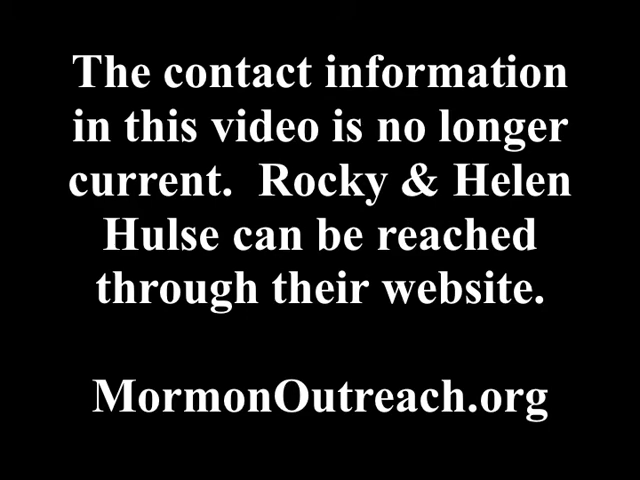 The contact information
in this video is no longer
current.  Rocky & Helen
Hulse can be reached
through their website.
MormonOutreach.org